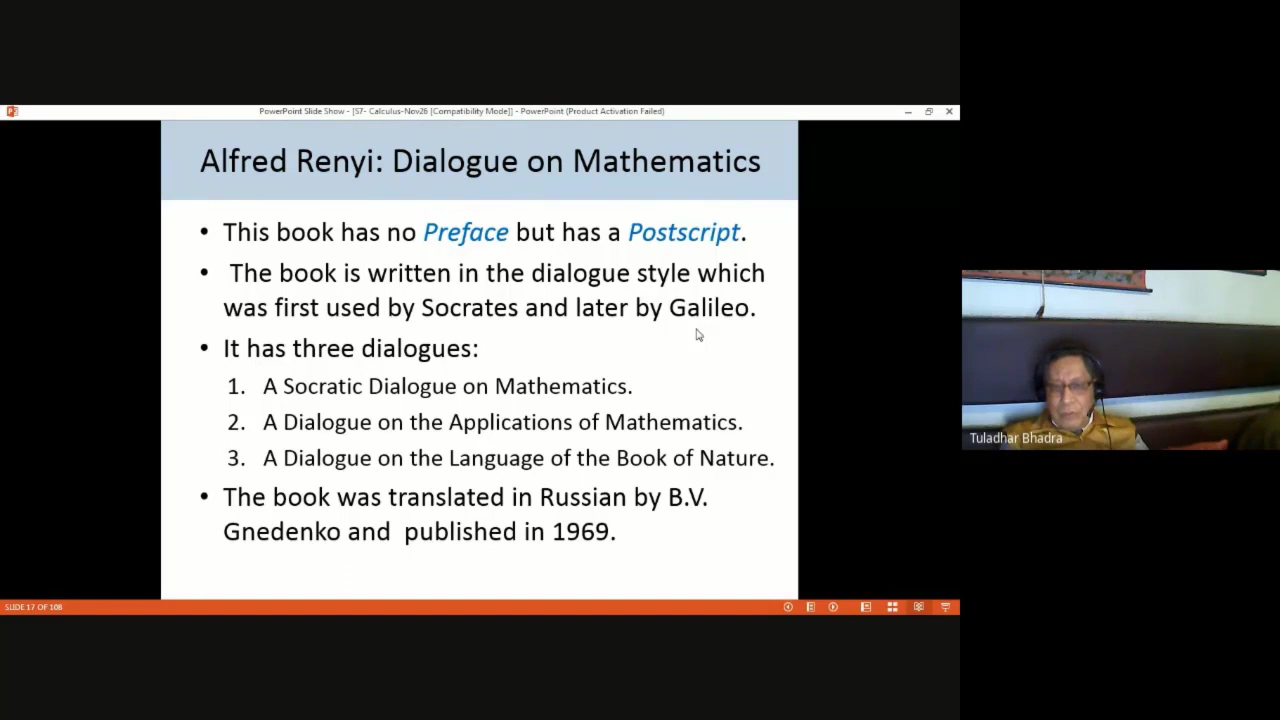 PowerPoint Slide Show - [S7- Calculus-Nov26 [Compatibility Mode]] - PowerPoint (Product Activation Failed)
Alfred Renyi: Dialogue on Mathematics
• This book has no Preface but has a Postscript.
• The book is written in the dialogue style which
was first used by Socrates and later by Galileo.
• It has three dialogues:
1. A Socratic Dialogue on Mathematics.
2. A Dialogue on the Applications of Mathematics.
3. A Dialogue on the Language of the Book of Nature.
• The book was translated in Russian by B.V.
Gnedenko and published in 1969.
SLIDE 17 OF 108
Tuladhar Bhadra